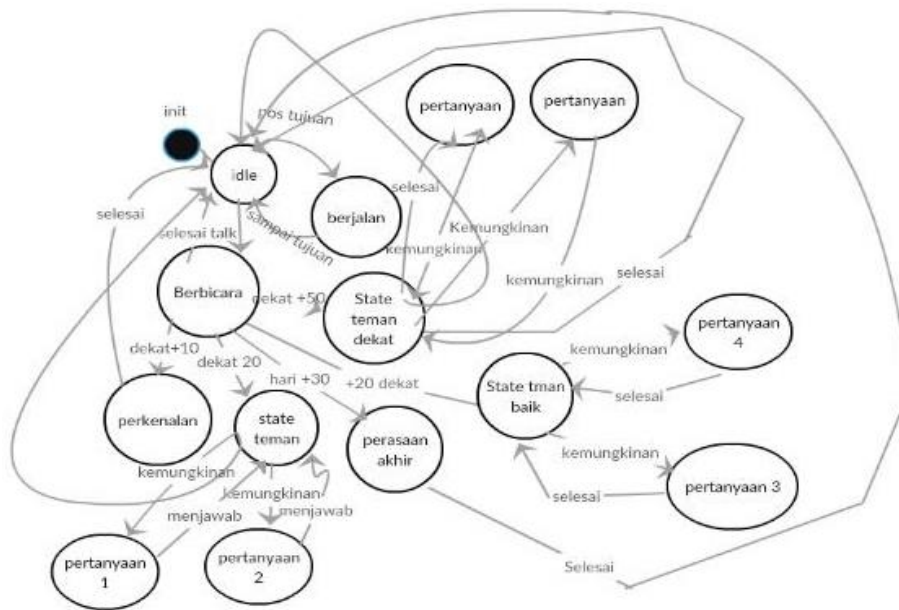 pertanyaan
pertanyaan
init
pos tujuan
idle
selesai
selesai
berjalan
sampai tujuan
Kemungkinan
selesai talk
kemungkinan
Berbicara
kemungkinan
selesai
dekat +50
State
teman
dekat
pertanyaan
4
dekat+10
kemungkinan
dekat 20
hari +30
+20 dekat
State tman
baik
selesai
perkenalan
state
teman
perasaan
akhir
kemungkinan
kemungkinan
pertanyaan 3
kemungkinan
selesai
menjawab
menjawab
pertanyaan
1
pertanyaan
2
Selesai